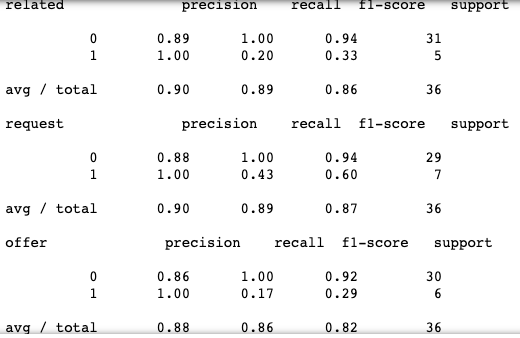 related precision recall f1-score support
0 0.89 1.00 0.94 31
1 1.00 0.20 0.33 5
avg / total 0.90 0.89 0.86 36
request precision recall f1-score support
0 0.88 1.00 0.94 29
1 1.00 0.43 0.60 7
avg / total 0.90 0.89 0.87 36
offer precision recall f1-score support
0 0.86 1.00 0.92 30
1 1.00 0.17 0.29 6
avg / total 0.88 0.86 0.82 36